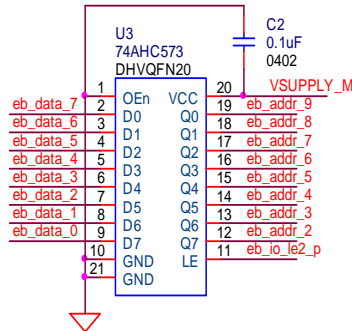 U3
74AHC573
DHVQFN20
C2
0.1uF
0402
1 OEn VCC 20 VSUPPLY_M
eb_data_7 2 D0 Q0 19 eb_addr_9
eb_data_6 3 D1 Q1 18 eb_addr_8
eb_data_5 4 D2 Q2 17 eb_addr_7
eb_data_4 5 D3 Q3 16 eb_addr_6
eb_data_3 6 D4 Q4 15 eb_addr_5
eb_data_2 7 D5 Q5 14 eb_addr_4
eb_data_1 8 D6 Q6 13 eb_addr_3
eb_data_0 9 D7 Q7 12 eb_addr_2
10 GND LE 11 eb_io_le2_p
21 GND